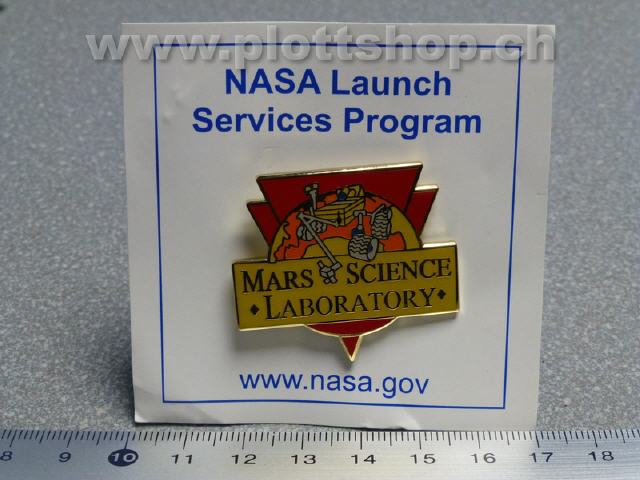 www.plottshop.ch
NASA Launch
Services Program
MARS SCIENCE
LABORATORY
www.nasa.gov
8 9 10 11 12 13 14 15 16 17 18